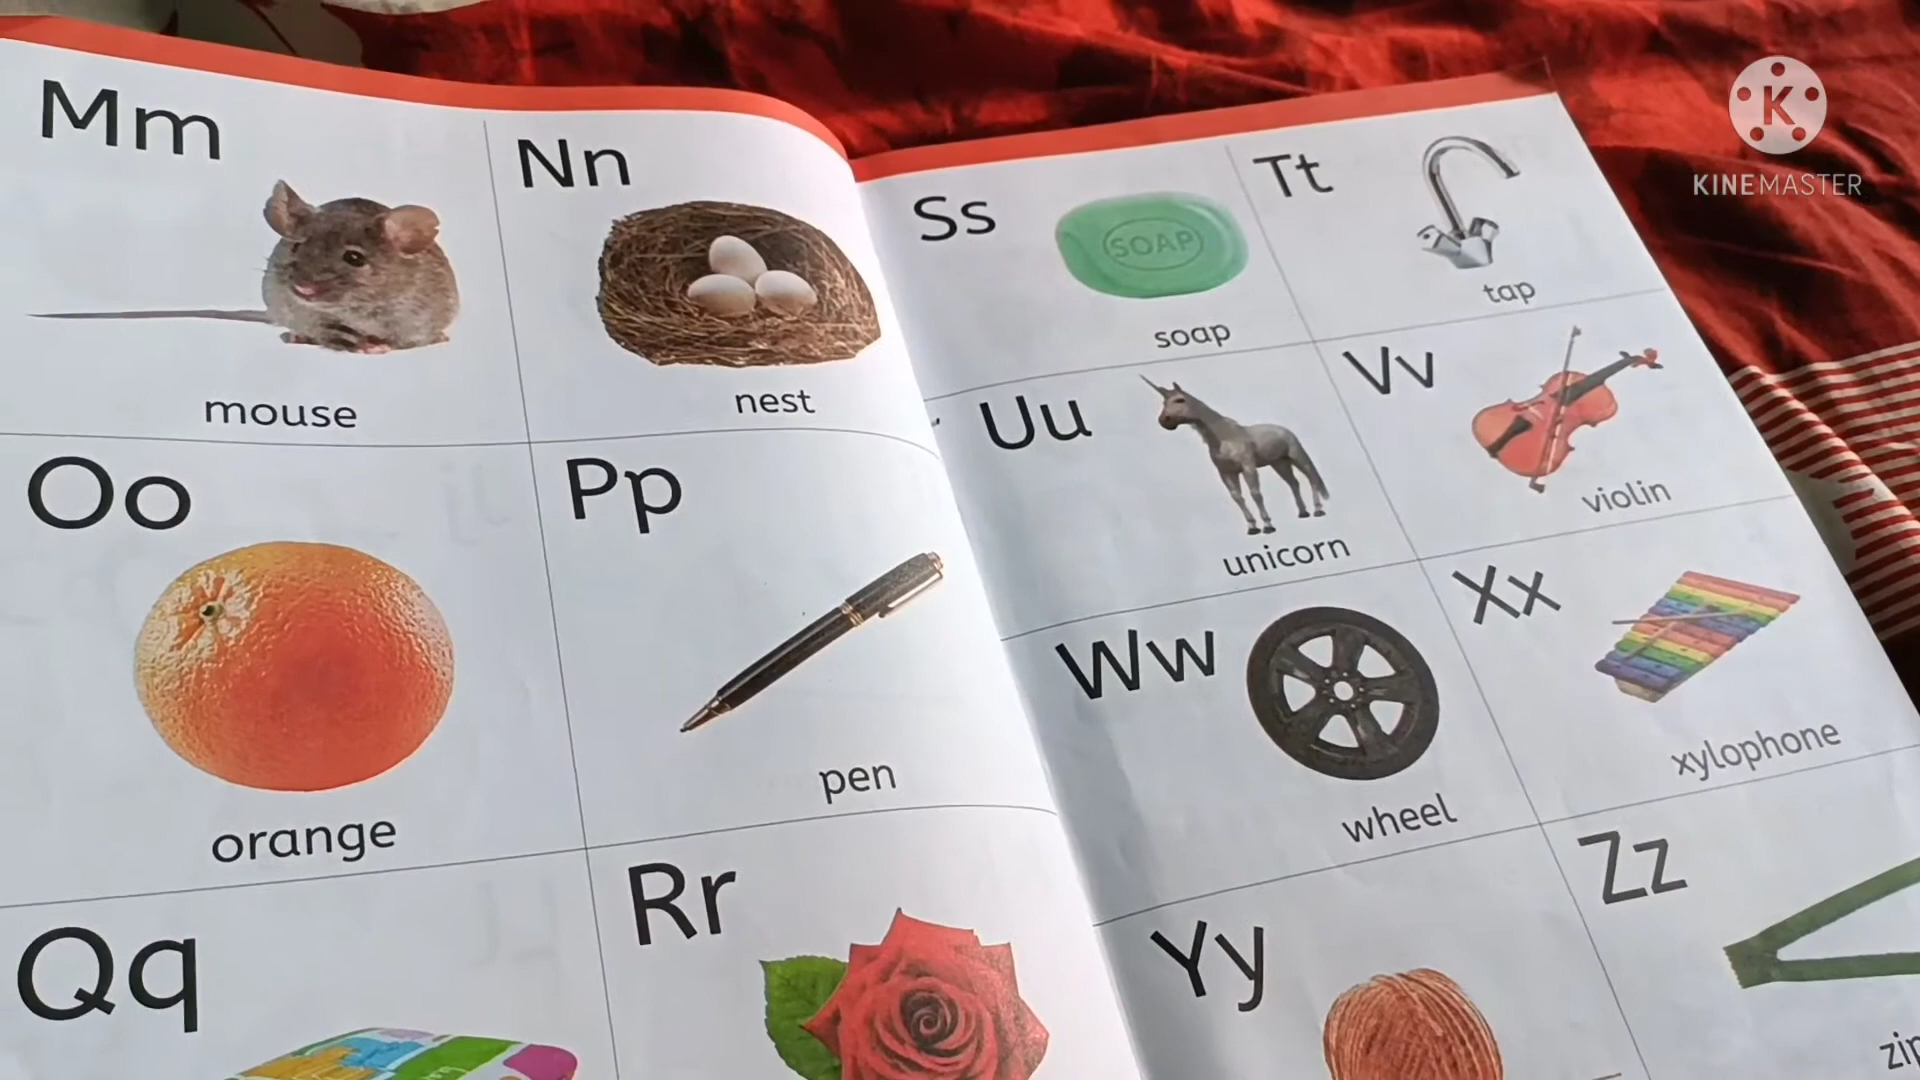 Mm
mouse
Nn
nest
Oo
orange
Pp
pen
Qq
Rr
Ss
SOAP
soap
Tt
tap
Uu
unicorn
Vv
violin
Ww
wheel
Xx
xylophone
Yy
Zz
K
KINEMASTER